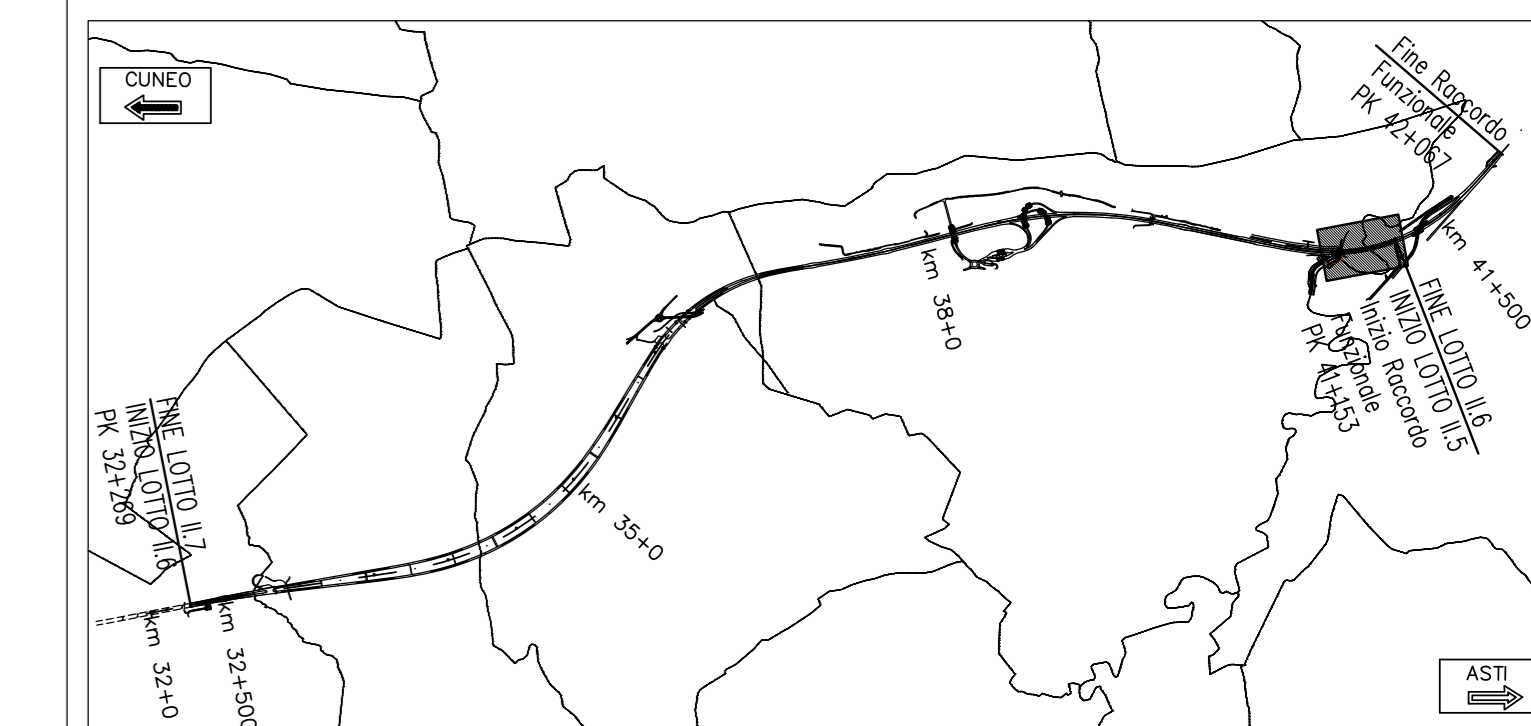 CUNEO
Fine Raccordo
Funzionale
PK 42+067
km 41+500
km 38+0
FINE LOTTO II.6
INIZIO LOTTO II.5
Inizio Raccordo
Funzionale
PK 41+153
FINE LOTTO II.7
INIZIO LOTTO II.6
PK 32+269
km 35+0
km 32+0
km 32+500
ASTI